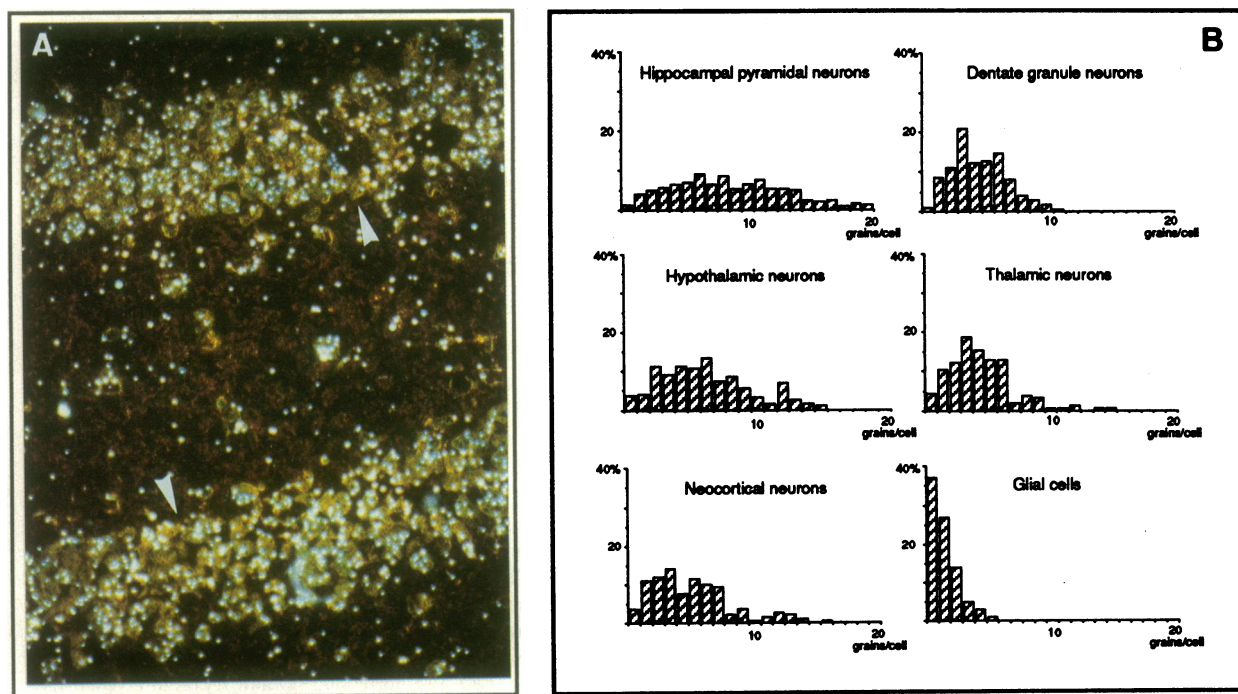 A
B
40%
Hippocampal pyramidal neurons
20
10
20
grains/cell
40%
Dentate granule neurons
20
10
20
grains/cell
40%
Hypothalamic neurons
20
10
20
grains/cell
40%
Thalamic neurons
20
10
20
grains/cell
40%
Neocortical neurons
20
10
20
grains/cell
40%
Glial cells
20
10
20
grains/cell